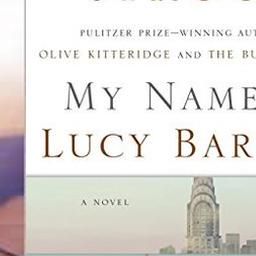 PULITZER PRIZE—WINNING AUT
OLIVE KITTERIDGE AND THE BU
MY NAME
LUCY BAR
A NOVEL